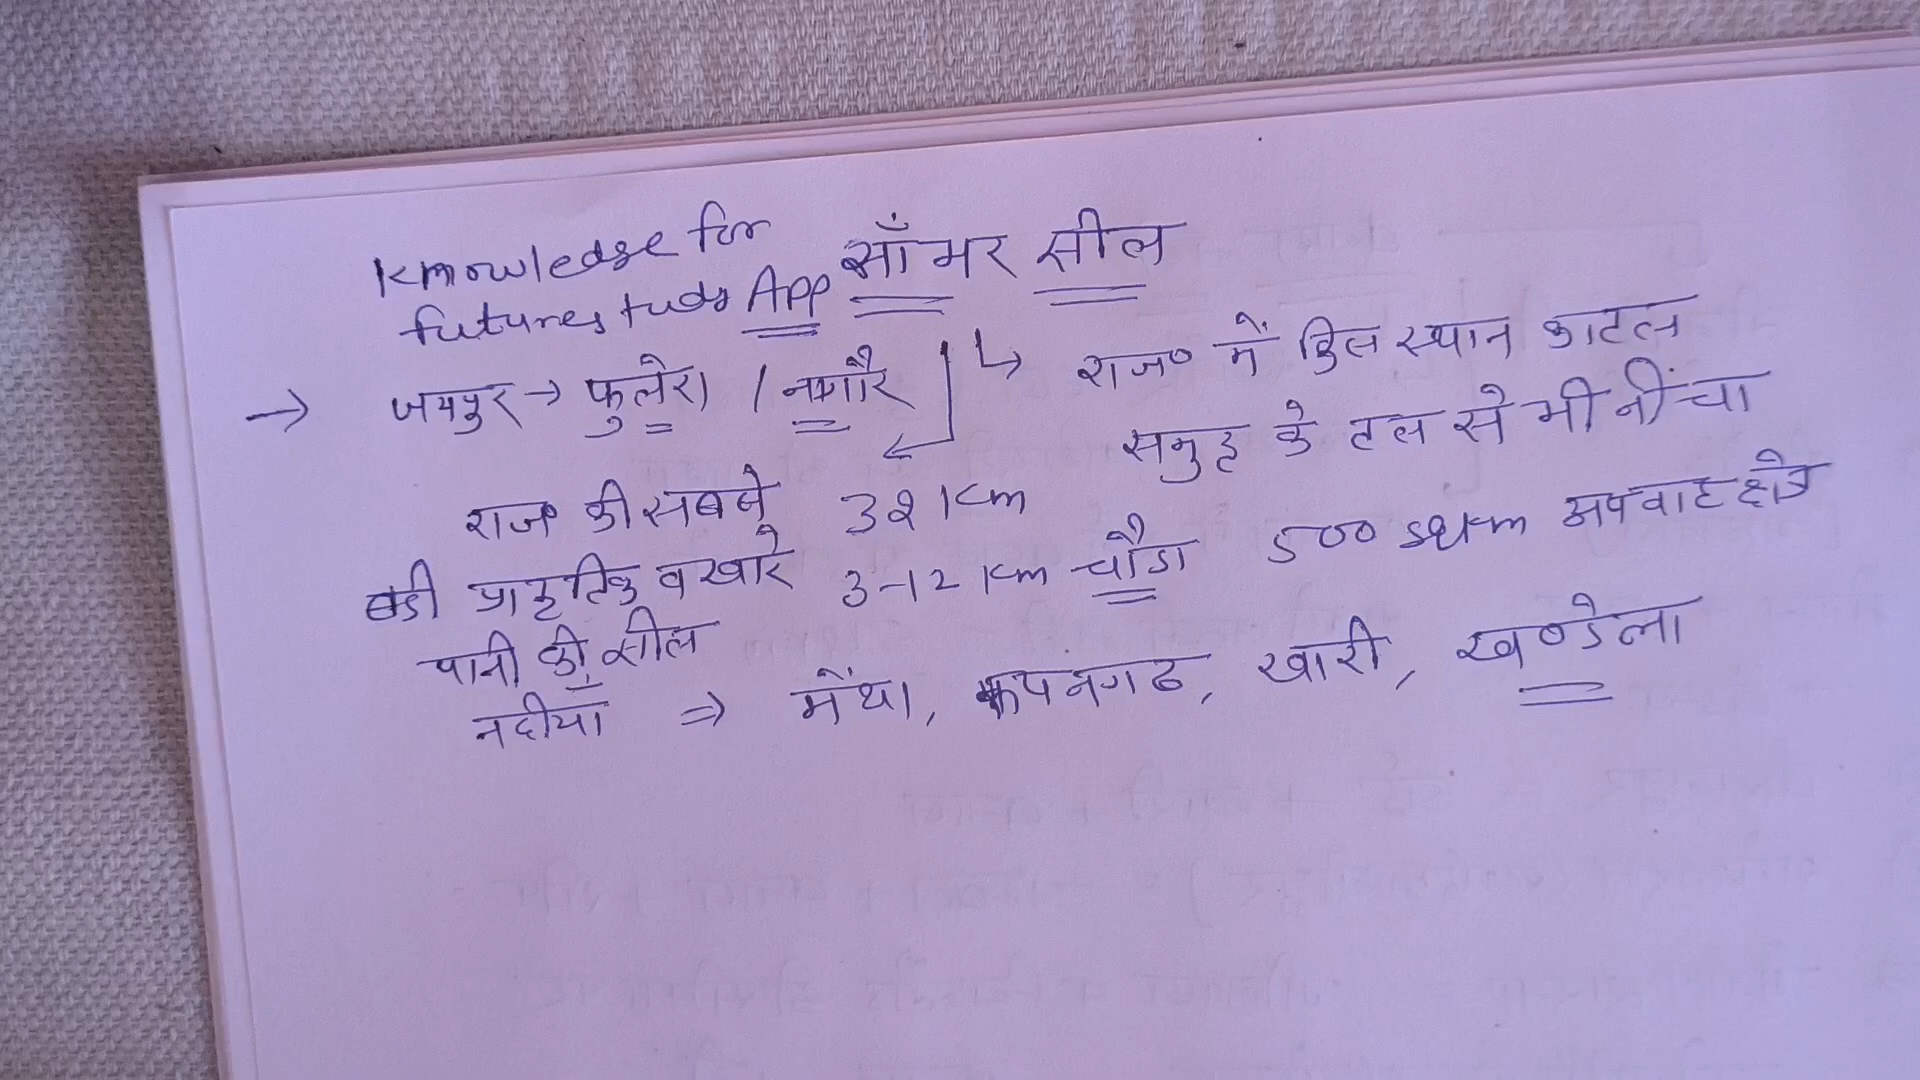 Knowledge for
futurestudy App साँभर झील
→ जयपुर → फुलेरा / नागौर
↳ राज० में जिस स्थान का तल
समुद्र के तल से भी नींचा
राज० की सबसे 32 Km
बडी प्राकृतिक व खारे 3-12 Km चौडा 500 sqkm अपवाह क्षेत्र
पानी की झील
नदीया ⇒ मेंथा, रूपनगढ, खारी, खण्डेला